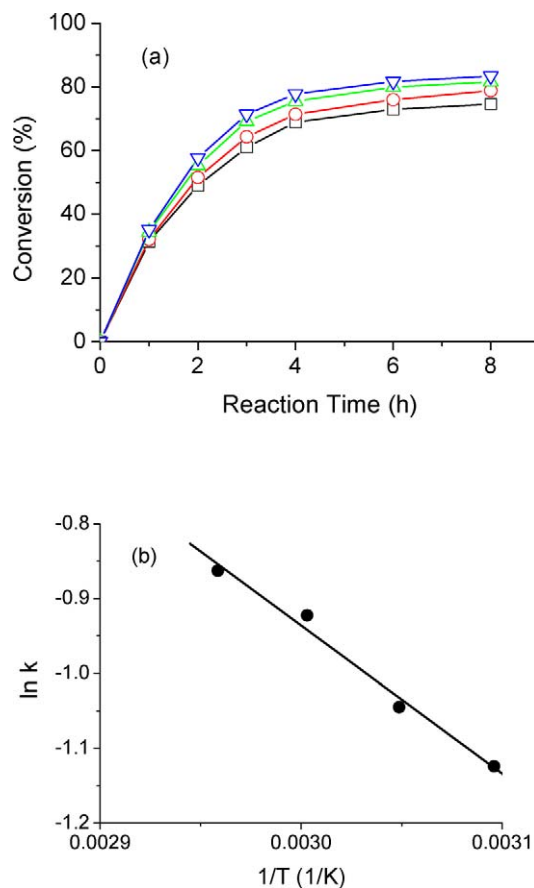 100
(a)
80
60
40
20
0
Conversion (%)
0 2 4 6 8
Reaction Time (h)
-0.8
(b)
-0.9
-1.0
-1.1
-1.2
ln k
0.0029 0.0030 0.0031
1/T (1/K)